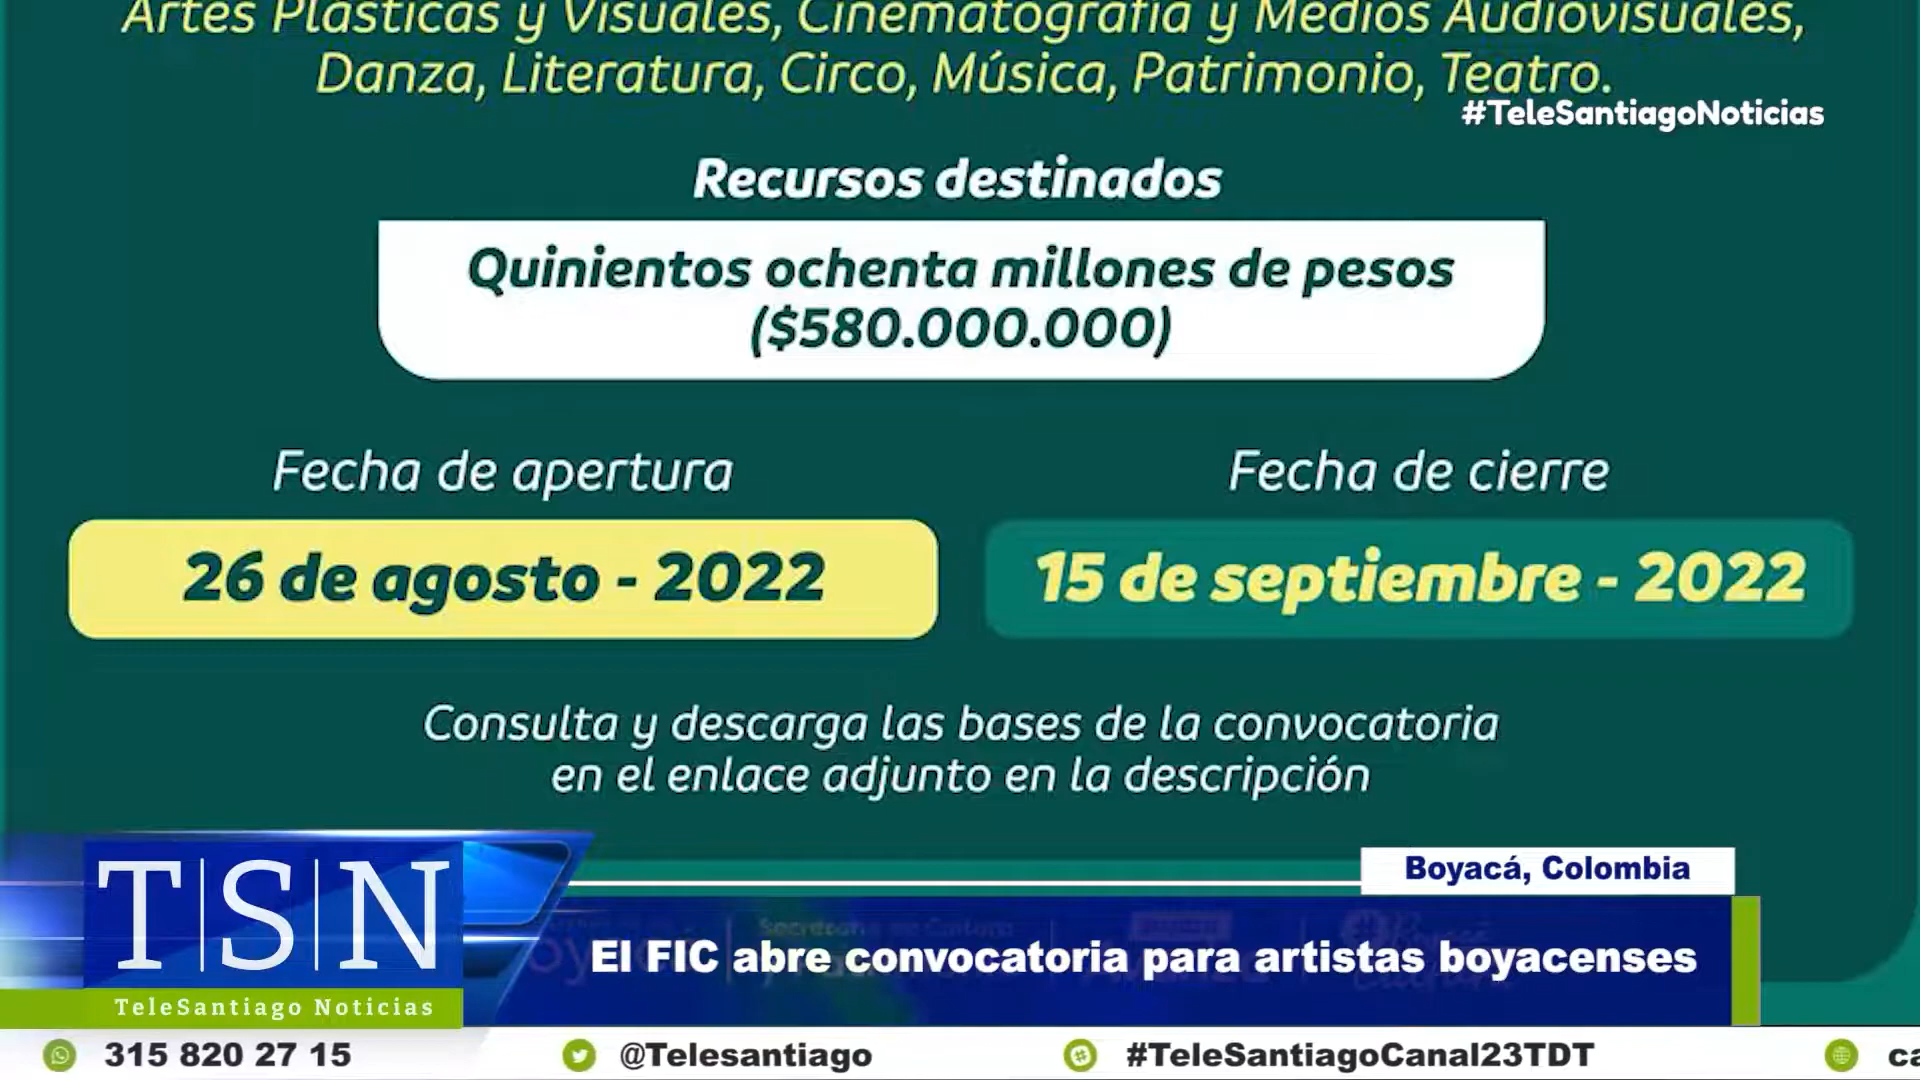 Artes Plásticas y Visuales, Cinematografía y Medios Audiovisuales,
Danza, Literatura, Circo, Música, Patrimonio, Teatro.
#TeleSantiagoNoticias
Recursos destinados
Quinientos ochenta millones de pesos
($580.000.000)
Fecha de apertura
Fecha de cierre
26 de agosto - 2022
15 de septiembre - 2022
Consulta y descarga las bases de la convocatoria
en el enlace adjunto en la descripción
Boyacá, Colombia
T|S|N
El FIC abre convocatoria para artistas boyacenses
TeleSantiago Noticias
315 820 27 15
@Telesantiago
#TeleSantiagoCanal23TDT